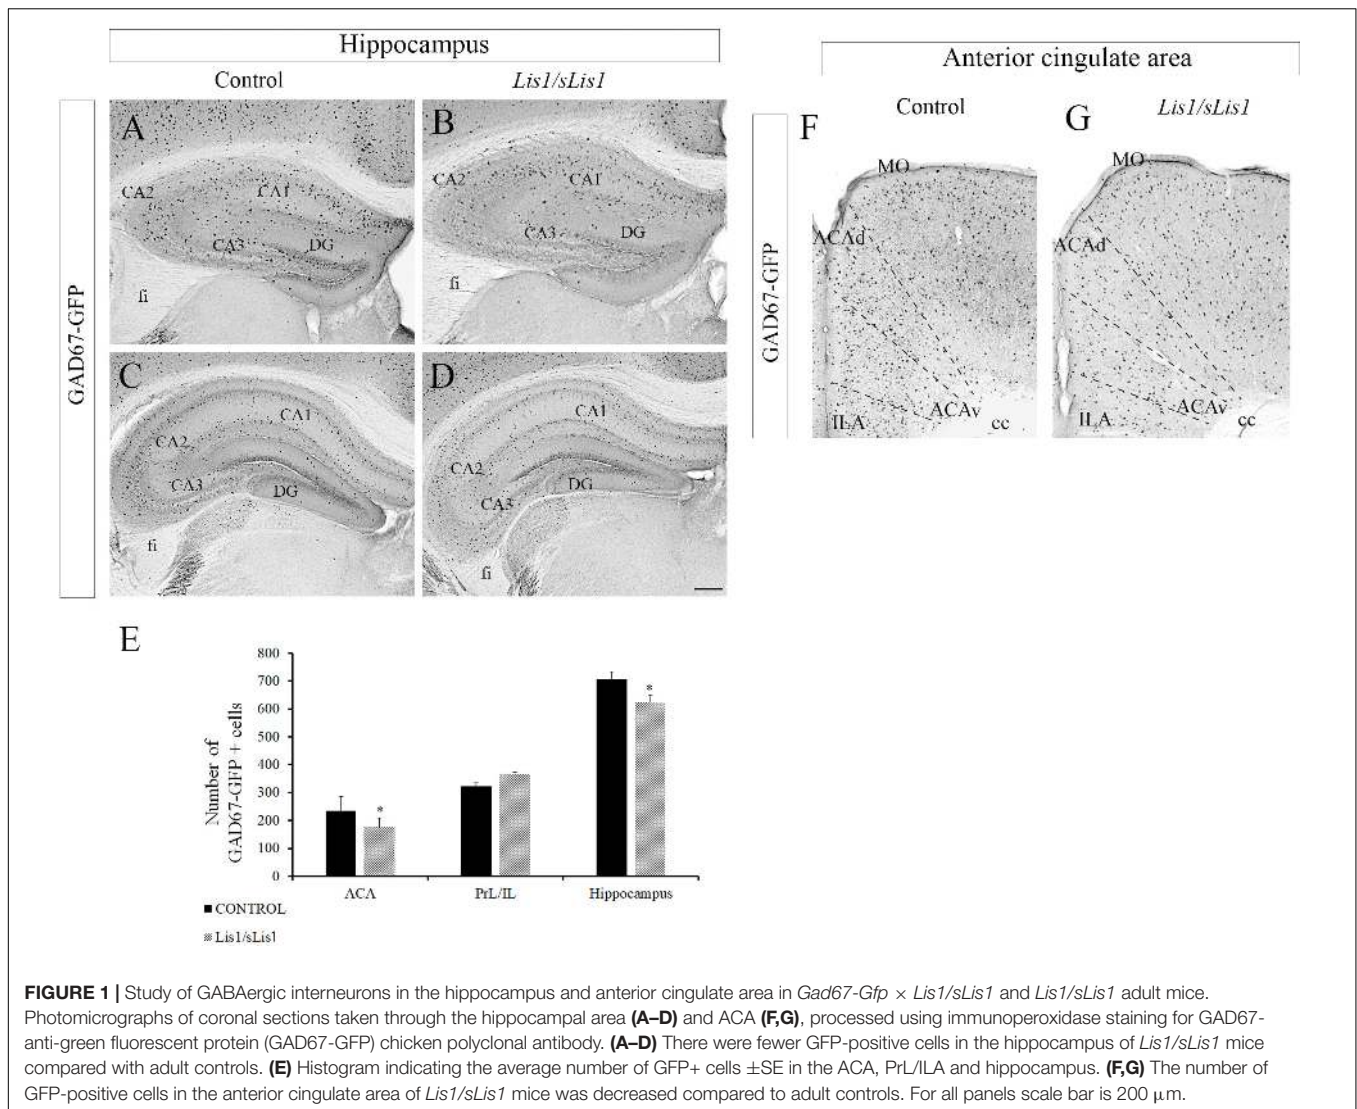 Hippocampus
Control
Lis1/sLis1
GAD67-GFP
A
CA2
CA1
CA3
DG
fi
B
CA2
CA1
CA3
DG
fi
C
CA1
CA2
CA3
DG
fi
D
CA1
CA2
CA3
DG
fi
Anterior cingulate area
Control
Lis1/sLis1
GAD67-GFP
F
MO
ACAd
ACAv
ILA
cc
G
MO
ACAd
ACAv
ILA
cc
E
Number of
GAD67-GFP + cells
800
700
600
500
400
300
200
100
0
*
*
ACA
PrL/IL
Hippocampus
CONTROL
Lis1/sLis1
FIGURE 1 | Study of GABAergic interneurons in the hippocampus and anterior cingulate area in Gad67-Gfp × Lis1/sLis1 and Lis1/sLis1 adult mice.
Photomicrographs of coronal sections taken through the hippocampal area (A–D) and ACA (F,G), processed using immunoperoxidase staining for GAD67-
anti-green fluorescent protein (GAD67-GFP) chicken polyclonal antibody. (A–D) There were fewer GFP-positive cells in the hippocampus of Lis1/sLis1 mice
compared with adult controls. (E) Histogram indicating the average number of GFP+ cells ±SE in the ACA, PrL/ILA and hippocampus. (F,G) The number of
GFP-positive cells in the anterior cingulate area of Lis1/sLis1 mice was decreased compared to adult controls. For all panels scale bar is 200 μm.